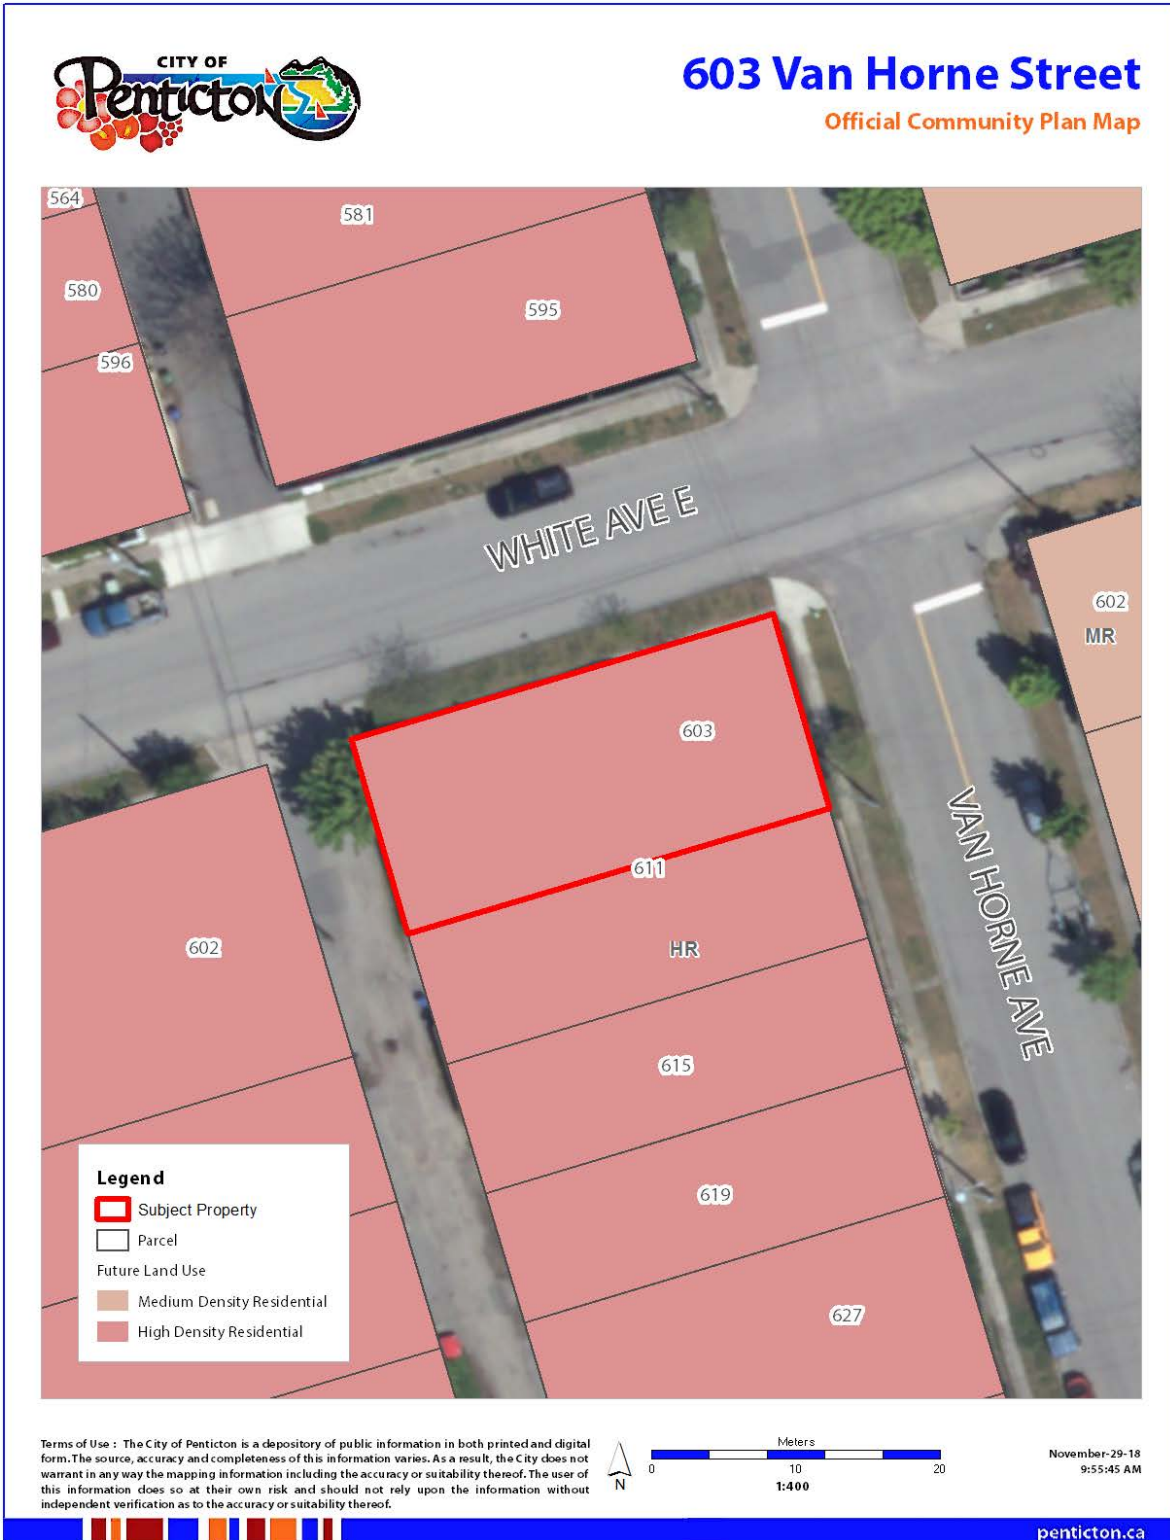 CITY OF
Penticton
603 Van Horne Street
Official Community Plan Map
564
581
580
595
596
WHITE AVE E
602
MR
603
VAN HORNE AVE
611
602
HR
615
619
627
Legend
Subject Property
Parcel
Future Land Use
Medium Density Residential
High Density Residential
Terms of Use : The City of Penticton is a depository of public information in both printed and digital
form. The source, accuracy and completeness of this information varies. As a result, the City does not
warrant in any way the mapping information including the accuracy or suitability thereof. The user of
this information does so at their own risk and should not rely upon the information without
independent verification as to the accuracy or suitability thereof.
N
Meters
0 10 20
1:400
November-29-18
9:55:45 AM
penticton.ca